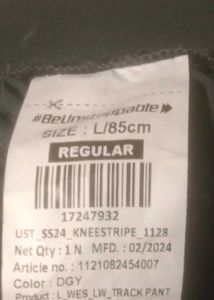 #BeUnstoppable
SIZE : L/85cm
REGULAR
17247932
UST_SS24_KNEESTRIPE_1128
Net Qty : 1 N MFD. : 02/2024
Article no. : 1121082454007
Color : DGY
Product : L_WES_LW_TRACK PANT